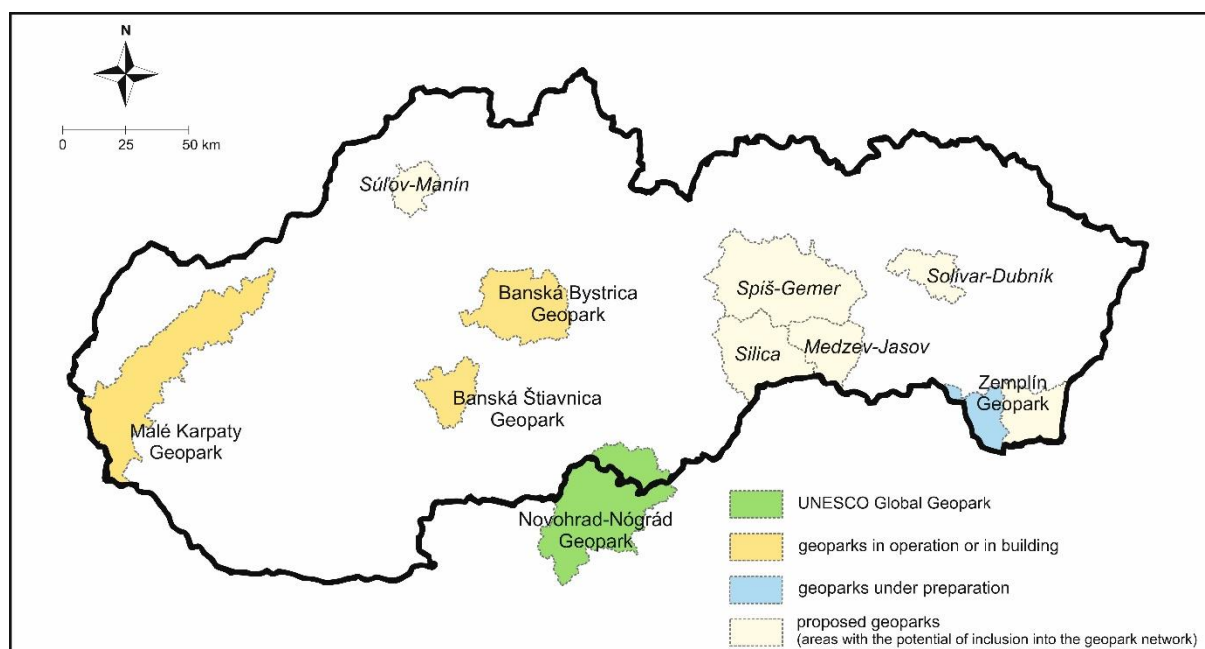 N
0 25 50 km
Súľov-Manín
Banská Bystrica
Geopark
Spiš-Gemer
Solivar-Dubník
Silica
Medzev-Jasov
Zemplín
Geopark
Banská Štiavnica
Geopark
Malé Karpaty
Geopark
Novohrad-Nógrád
Geopark
UNESCO Global Geopark
geoparks in operation or in building
geoparks under preparation
proposed geoparks
(areas with the potential of inclusion into the geopark network)